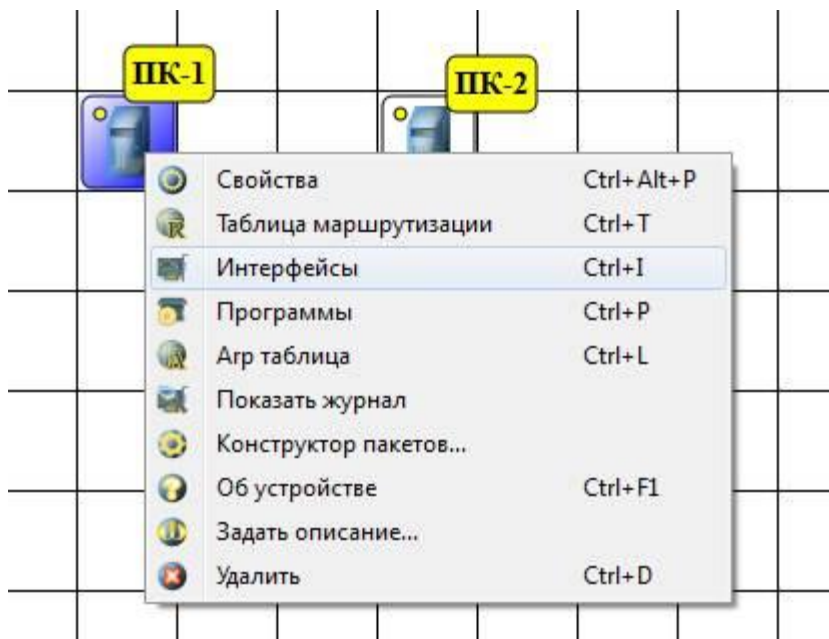 ПК-1
ПК-2
Свойства Ctrl+Alt+P
Таблица маршрутизации Ctrl+T
Интерфейсы Ctrl+I
Программы Ctrl+P
Arp таблица Ctrl+L
Показать журнал
Конструктор пакетов...
Об устройстве Ctrl+F1
Задать описание...
Удалить Ctrl+D